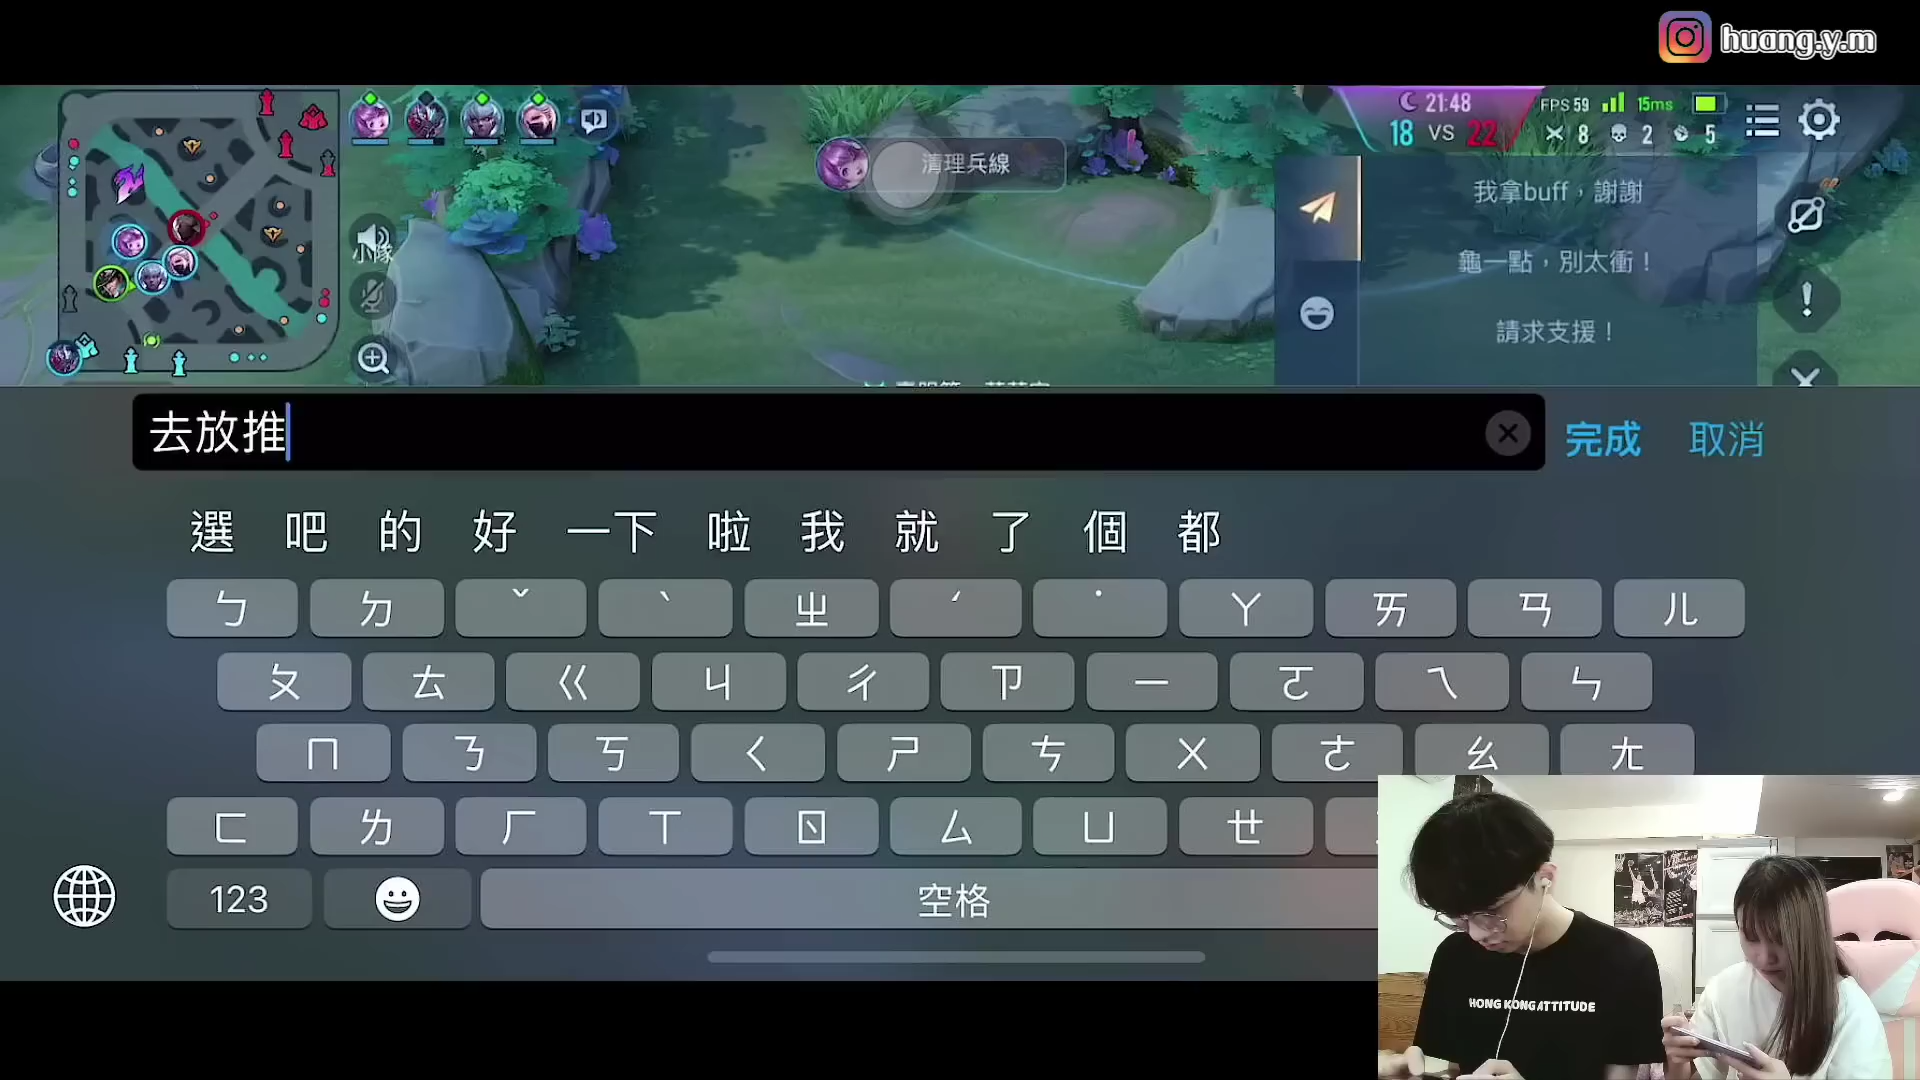 huang.y.m
21:48
FPS 59
15ms
18 VS 22
8
2
5
清理兵線
小隊
我拿buff，謝謝
龜一點，別太衝！
請求支援！
去放推
完成
取消
選 吧 的 好 一下 啦 我 就 了 個 都
ㄅ ㄉ ˇ ˋ ㄓ ˊ ˙ ㄚ ㄞ ㄢ ㄦ
ㄆ ㄊ ㄍ ㄐ ㄔ ㄗ ㄧ ㄛ ㄟ ㄣ
ㄇ ㄋ ㄎ ㄑ ㄕ ㄘ ㄨ ㄜ ㄠ ㄤ
ㄈ ㄌ ㄏ ㄒ ㄖ ㄙ ㄩ ㄝ
123
空格
HONG KONG ATTITUDE